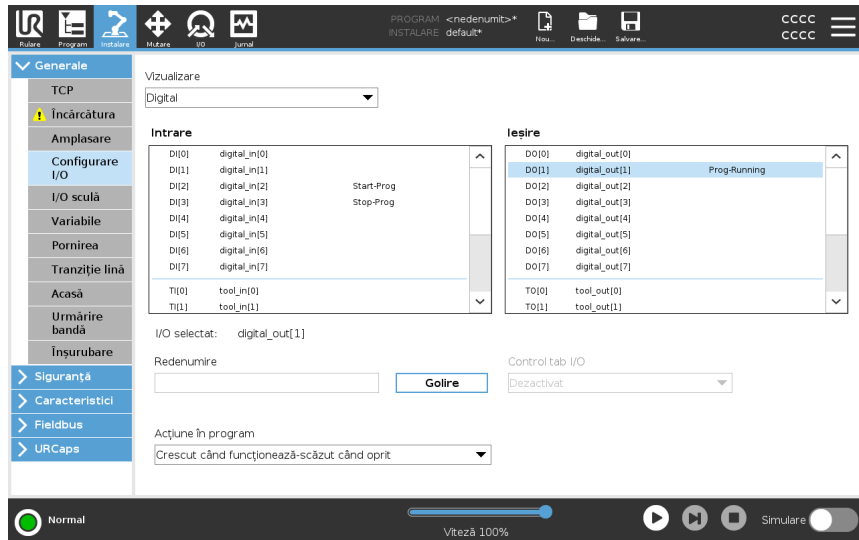 UR
Rulare
Program
Instalare
Mutare
I/O
Jurnal
PROGRAM <nedenumit>*
INSTALARE default*
Nou...
Deschide...
Salvare...
CCCC
CCCC
Generale
TCP
Încărcătura
Amplasare
Configurare
I/O
I/O sculă
Variabile
Pornirea
Tranziție lină
Acasă
Urmărire
bandă
Înșurubare
Siguranță
Caracteristici
Fieldbus
URCaps
Vizualizare
Digital
Intrare
DI[0] digital_in[0]
DI[1] digital_in[1]
DI[2] digital_in[2] Start-Prog
DI[3] digital_in[3] Stop-Prog
DI[4] digital_in[4]
DI[5] digital_in[5]
DI[6] digital_in[6]
DI[7] digital_in[7]
TI[0] tool_in[0]
TI[1] tool_in[1]
Ieșire
DO[0] digital_out[0]
DO[1] digital_out[1] Prog-Running
DO[2] digital_out[2]
DO[3] digital_out[3]
DO[4] digital_out[4]
DO[5] digital_out[5]
DO[6] digital_out[6]
DO[7] digital_out[7]
TO[0] tool_out[0]
TO[1] tool_out[1]
I/O selectat: digital_out[1]
Redenumire
Golire
Control tab I/O
Dezactivat
Acțiune în program
Crescut când funcționează-scăzut când oprit
Normal
Viteză 100%
Simulare